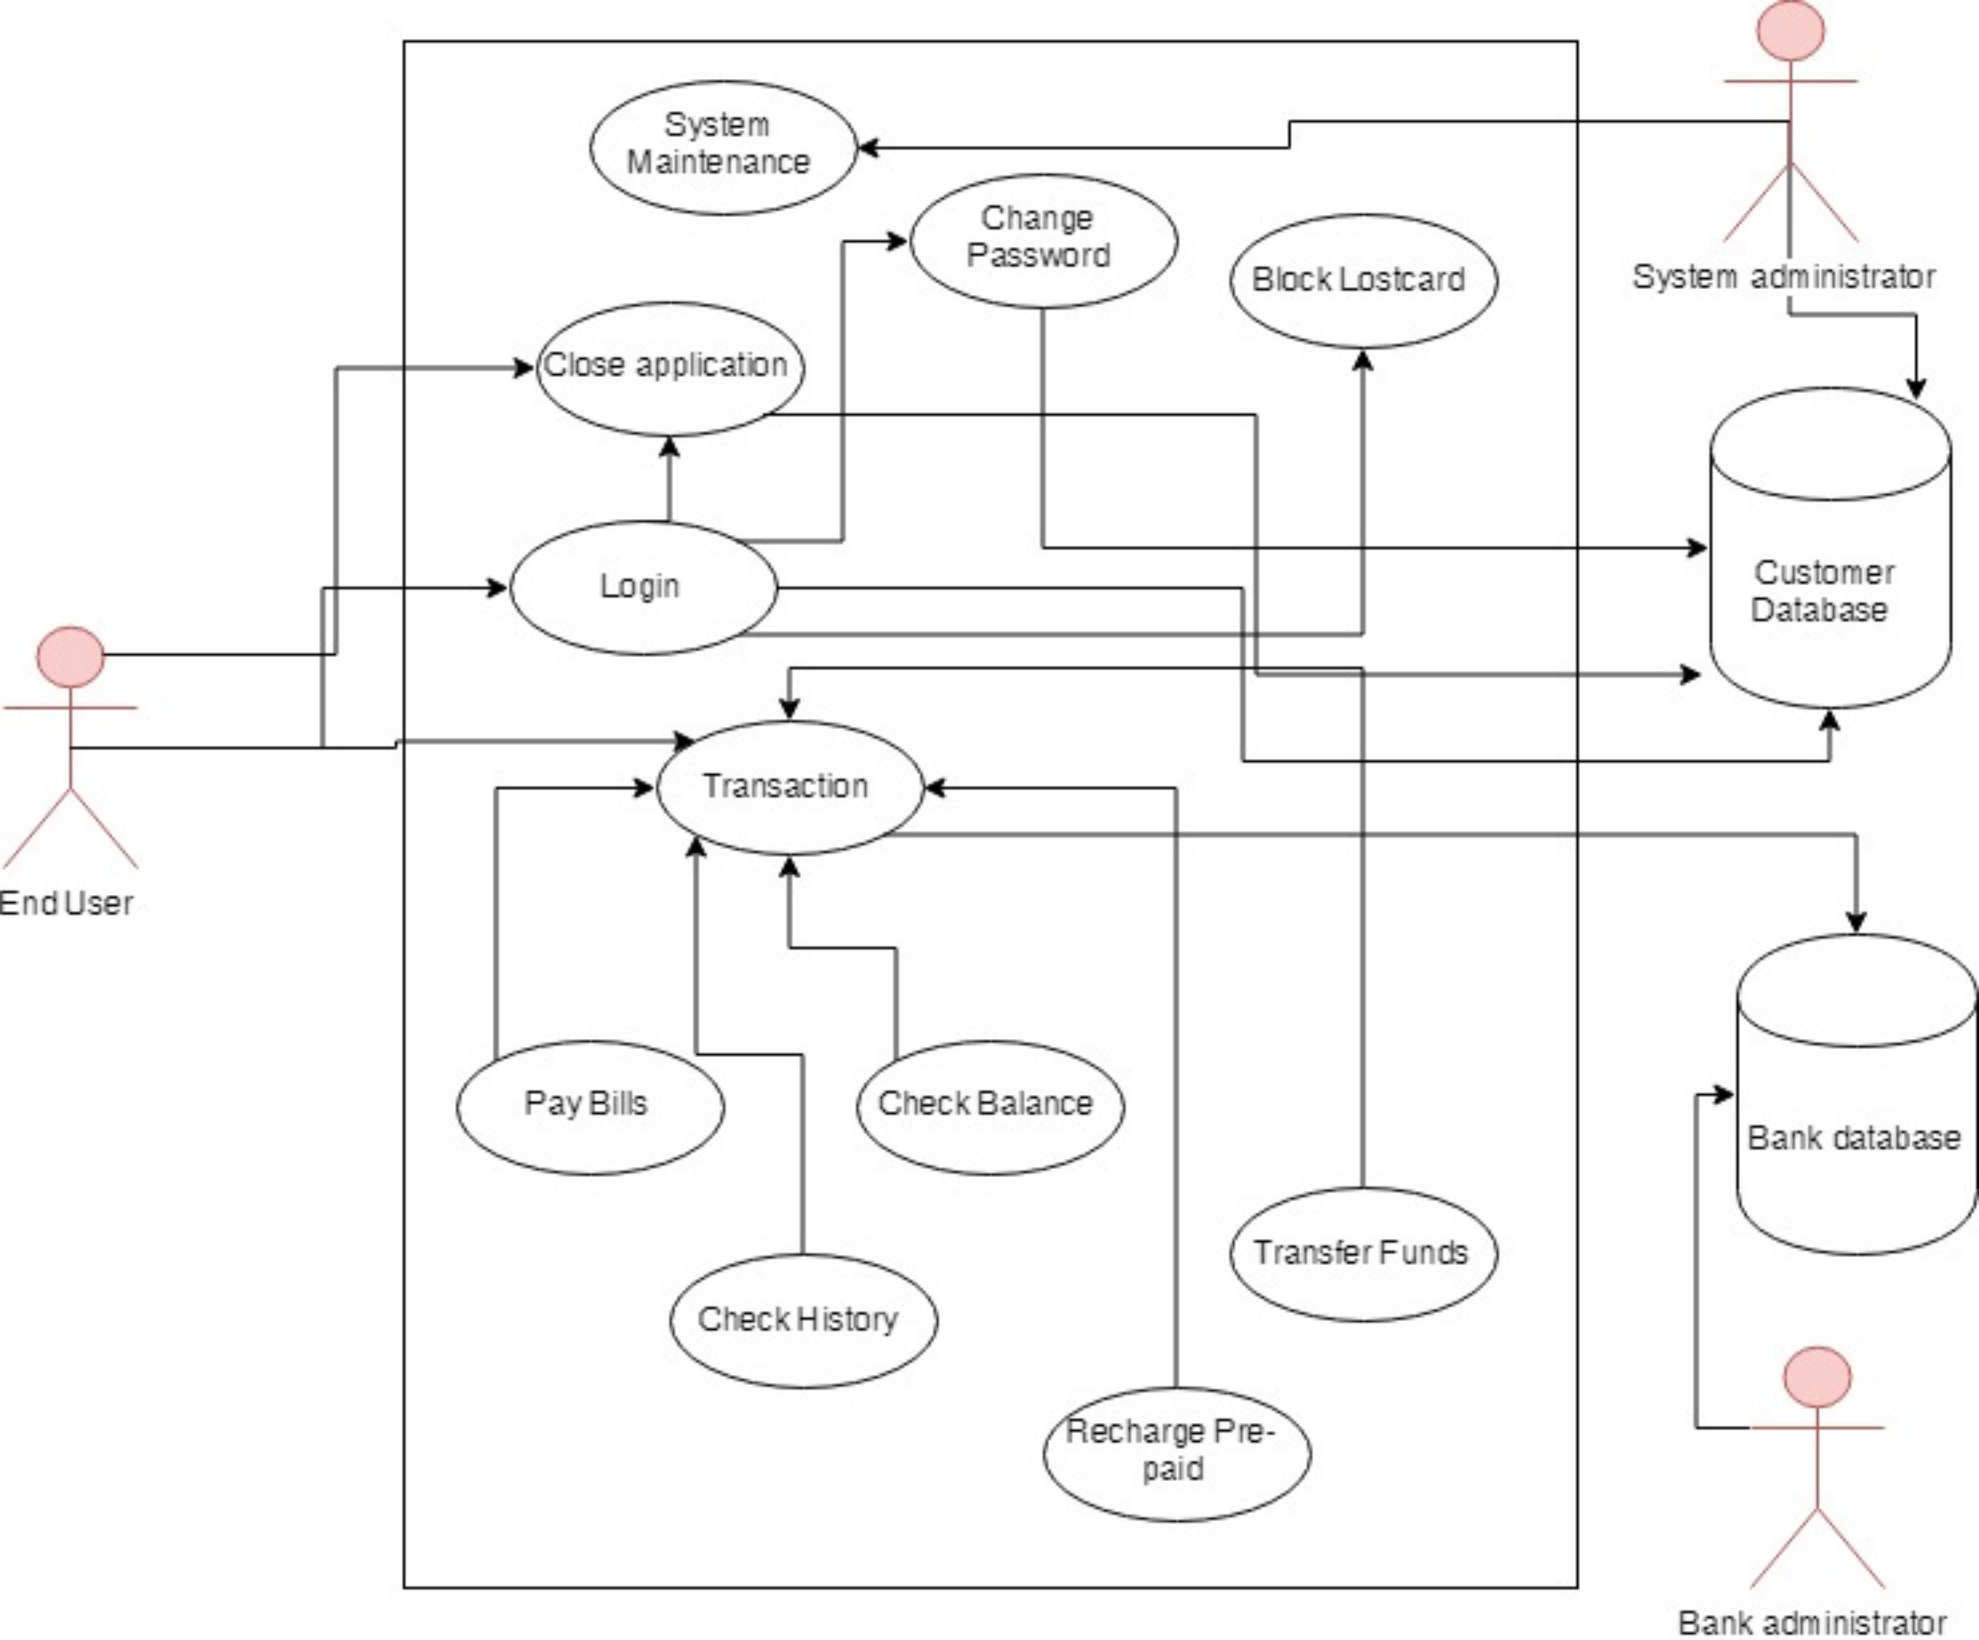 System
Maintenance
Change
Password
Block Lostcard
System administrator
Close application
Login
Customer
Database
Transaction
End User
Pay Bills
Check Balance
Bank database
Transfer Funds
Check History
Recharge Pre-
paid
Bank administrator